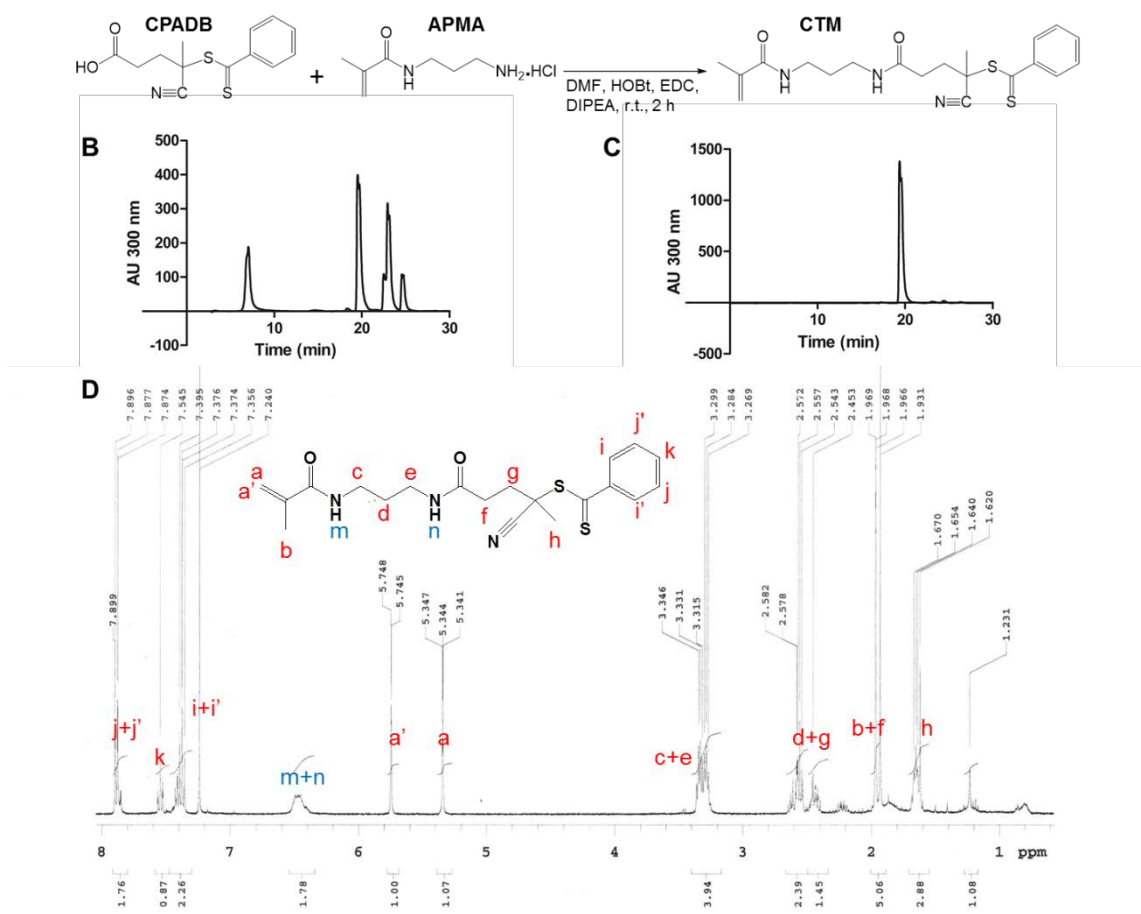 CPADB
APMA
CTM
O
HO
S
N
S
+
O
N
H
NH₂•HCl
DMF, HOBt, EDC,
DIPEA, r.t., 2 h
O
N
H
N
H
O
S
N
S
B
500
400
300
200
100
-100
AU 300 nm
10
20
30
Time (min)
C
1500
1000
500
-500
AU 300 nm
10
20
30
Time (min)
D
7.896
7.877
7.874
7.545
7.395
7.376
7.374
7.356
7.240
3.299
3.284
3.269
2.572
2.557
2.543
2.453
1.969
1.968
1.966
1.931
7.899
5.748
5.745
5.347
5.344
5.341
3.346
3.331
3.315
2.582
2.578
1.670
1.654
1.640
1.620
1.231
a
a'
b
O
N
H
m
c
d
e
N
H
n
O
f
g
S
N
h
S
i
j'
k
j
i'
j+j'
k
i+i'
m+n
a'
a
c+e
d+g
b+f
h
8
7
6
5
4
3
2
1
ppm
1.76
0.87
2.26
1.78
1.00
1.07
3.94
2.39
1.45
5.06
2.88
1.08